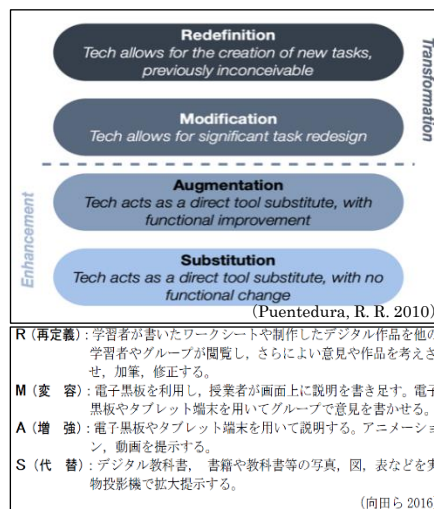 Redefinition
Tech allows for the creation of new tasks,
previously inconceivable
Modification
Tech allows for significant task redesign
Transformation
Augmentation
Tech acts as a direct tool substitute, with
functional improvement
Substitution
Tech acts as a direct tool substitute, with no
functional change
Enhancement
(Puentedura, R. R. 2010)
R（再定義）：学習者が書いたワークシートや制作したデジタル作品を他の
学習者やグループが閲覧し，さらによい意見や作品を考えさ
せ，加筆，修正する。
M（変　容）：電子黒板を利用し，授業者が画面上に説明を書き足す。電子
黒板やタブレット端末を用いてグループで意見を書かせる。
A（増　強）：電子黒板やタブレット端末を用いて説明する。アニメーショ
ン，動画を提示する。
S（代　替）：デジタル教科書，　書籍や教科書等の写真，図，表などを実
物投影機で拡大提示する。
(向田ら 2016